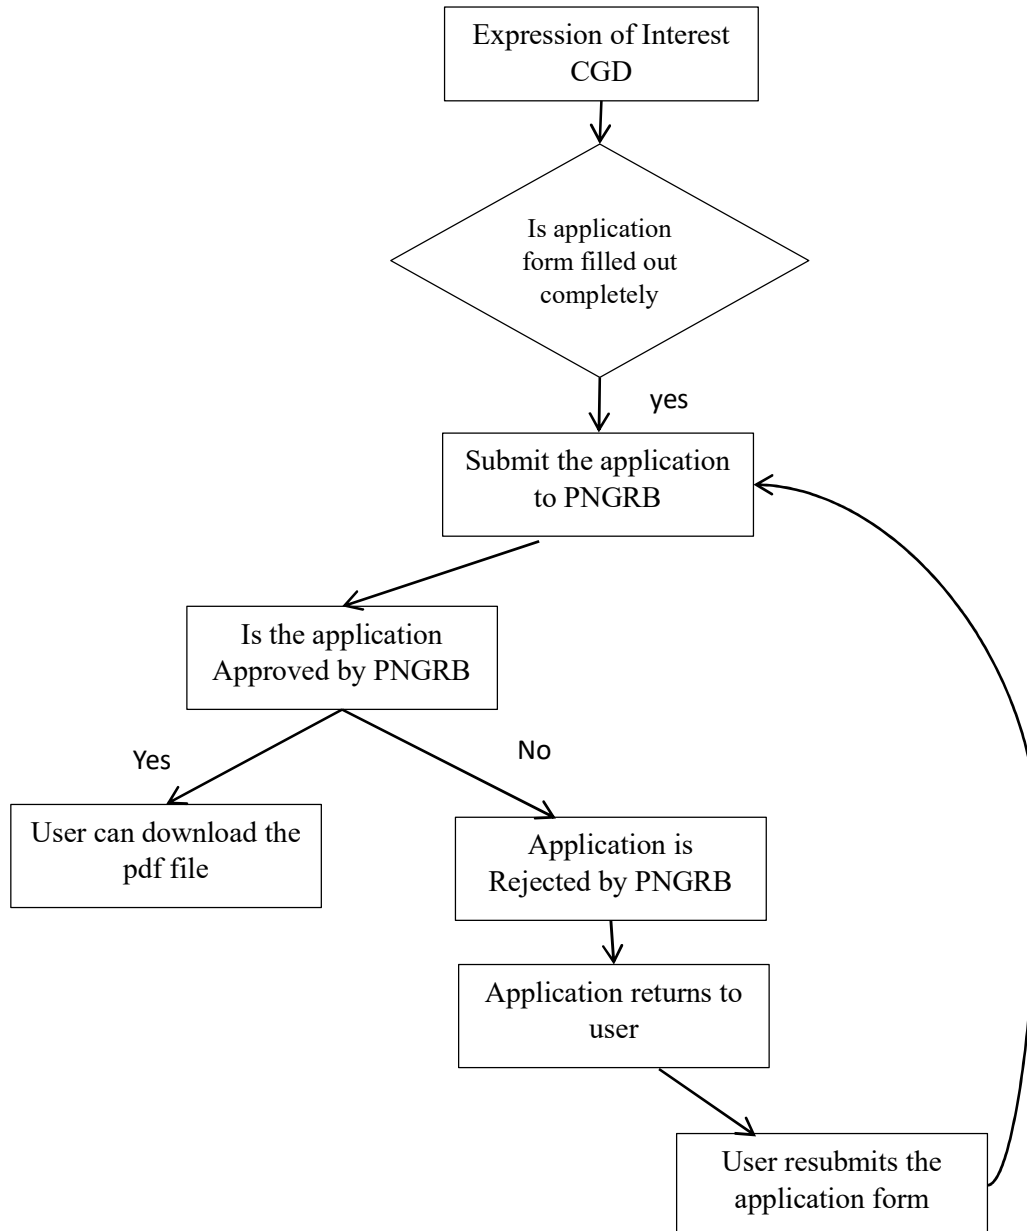 Expression of Interest
CGD
Is application
form filled out
completely
yes
Submit the application
to PNGRB
Is the application
Approved by PNGRB
Yes
No
User can download the
pdf file
Application is
Rejected by PNGRB
Application returns to
user
User resubmits the
application form